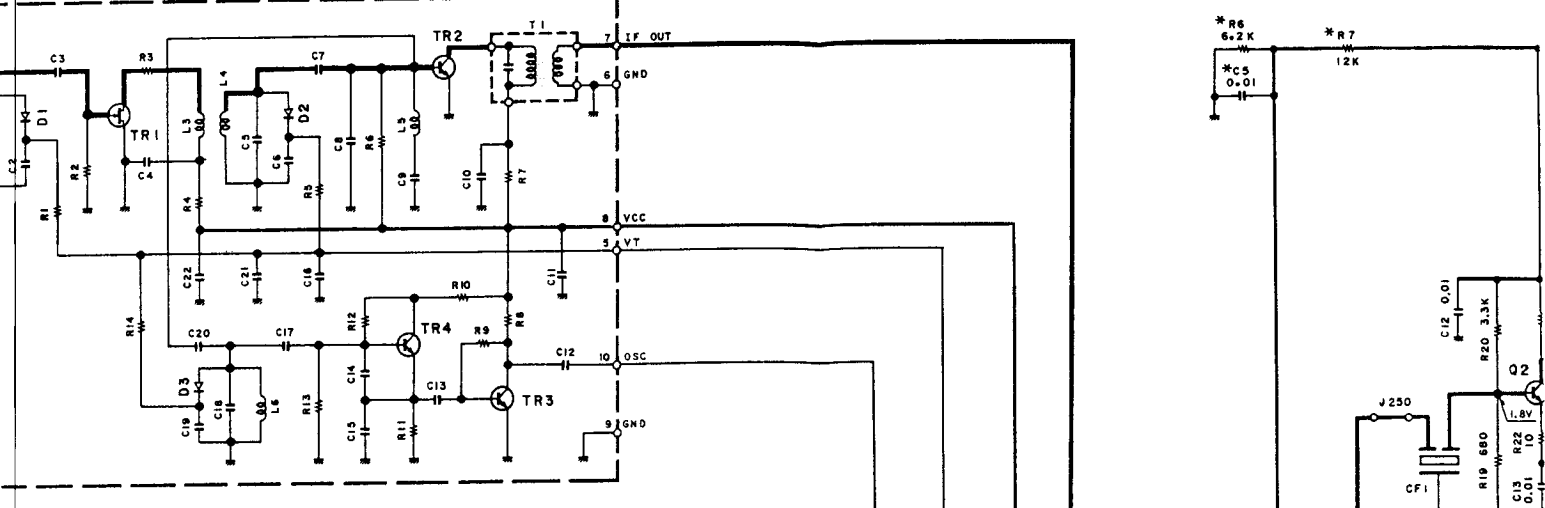 T1
*R6
6.2K
*R7
12K
*C5
0.01
TR2
7 IF OUT
6 GND
C3
R3
L4
C7
D1
TR1
L3
C5
D2
C6
C8
R6
L5
C2
R2
C4
R1
R4
R5
C9
C10
R7
8 VCC
5 VT
C22
C21
C16
C11
R10
R14
C20
C17
R12
TR4
R9
R8
C12
10 OSC
D3
C19
C18
L6
R13
C14
C13
C15
R11
TR3
9 GND
C12 0.01
R20 3.3K
Q2
J250
1.8V
R22
10
CF1
R19 680
C13
0.01